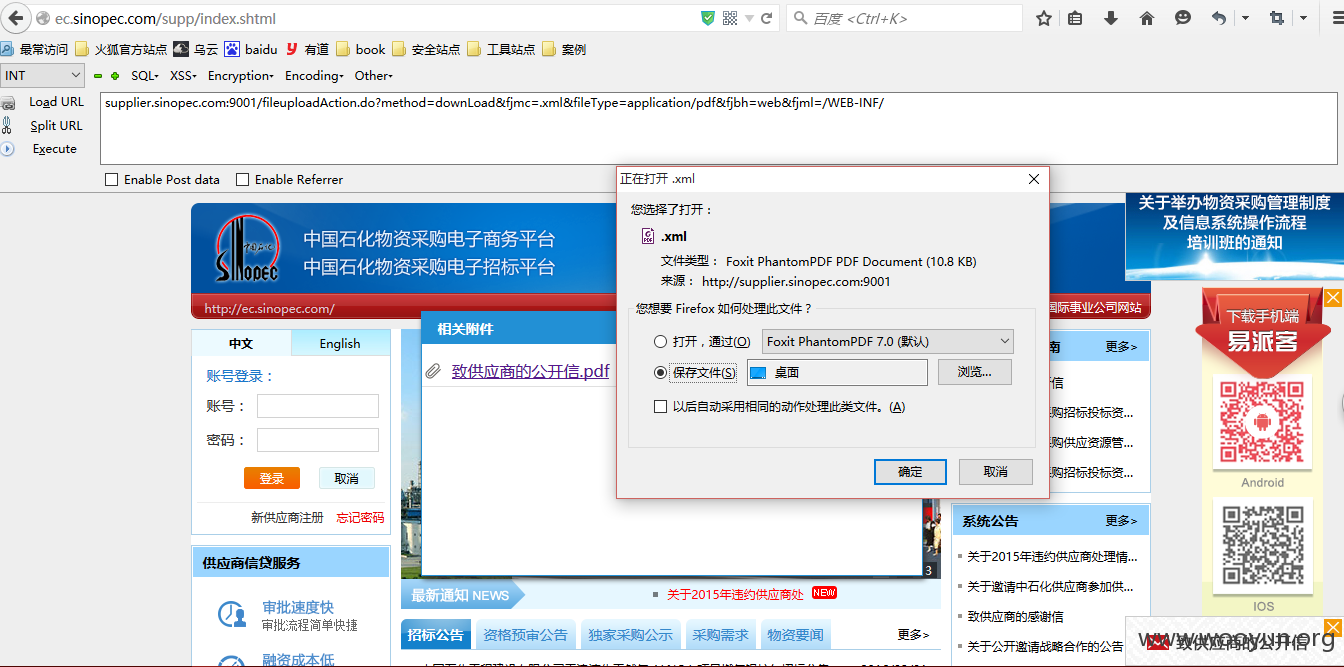 ec.sinopec.com/supp/index.shtml
百度 <Ctrl+K>
最常访问 火狐官方站点 乌云 baidu 有道 book 安全站点 工具站点 案例
INT SQL XSS Encryption Encoding Other
Load URL
supplier.sinopec.com:9001/fileuploadAction.do?method=downLoad&fjmc=.xml&fileType=application/pdf&fjbh=web&fjml=/WEB-INF/
Split URL
Execute
Enable Post data Enable Referrer
正在打开 .xml
您选择了打开：
.xml
文件类型： Foxit PhantomPDF PDF Document (10.8 KB)
来源： http://supplier.sinopec.com:9001
您想要 Firefox 如何处理此文件？
打开，通过(O) Foxit PhantomPDF 7.0 (默认)
保存文件(S) 桌面 浏览...
以后自动采用相同的动作处理此类文件。(A)
确定 取消
SINOPEC
中国石化
中国石化物资采购电子商务平台
中国石化物资采购电子招标平台
http://ec.sinopec.com/
国际事业公司网站
关于举办物资采购管理制度
及信息系统操作流程
培训班的通知
中文 English
账号登录：
账号：
密码：
登录 取消
新供应商注册 忘记密码
供应商信贷服务
审批速度快
审批流程简单快捷
融资成本低
相关附件
致供应商的公开信.pdf
3
最新通知 NEWS
关于2015年违约供应商处 NEW
招标公告 资格预审公告 独家采购公示 采购需求 物资要闻 更多>
南 更多>
信
购招标投标投资...
购供应资源管...
购招标投标投资...
系统公告 更多>
关于2015年违约供应商处理情...
关于邀请中石化供应商参加供...
致供应商的感谢信
关于公开邀请战略合作的公告
下载手机端
易派客
Android
IOS
致供应商的公开信
www.wooyun.org